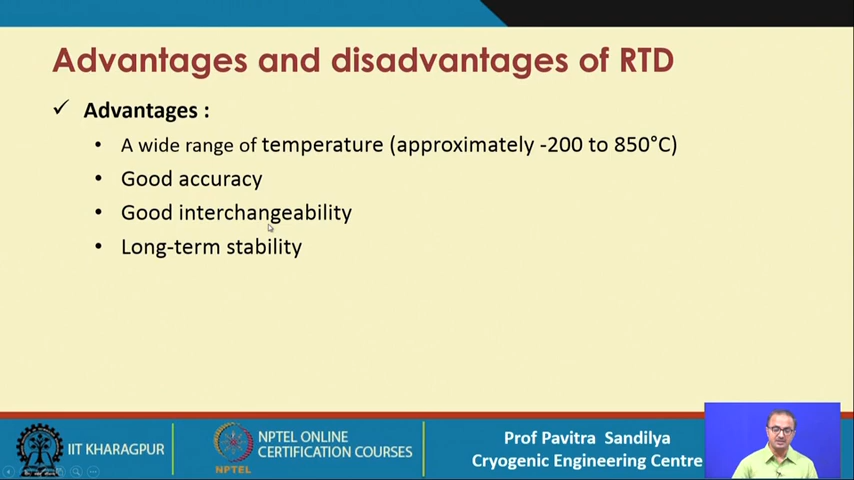 Advantages and disadvantages of RTD
✓ Advantages :
• A wide range of temperature (approximately -200 to 850°C)
• Good accuracy
• Good interchangeability
• Long-term stability
IIT KHARAGPUR
NPTEL
NPTEL ONLINE
CERTIFICATION COURSES
Prof Pavitra Sandilya
Cryogenic Engineering Centre